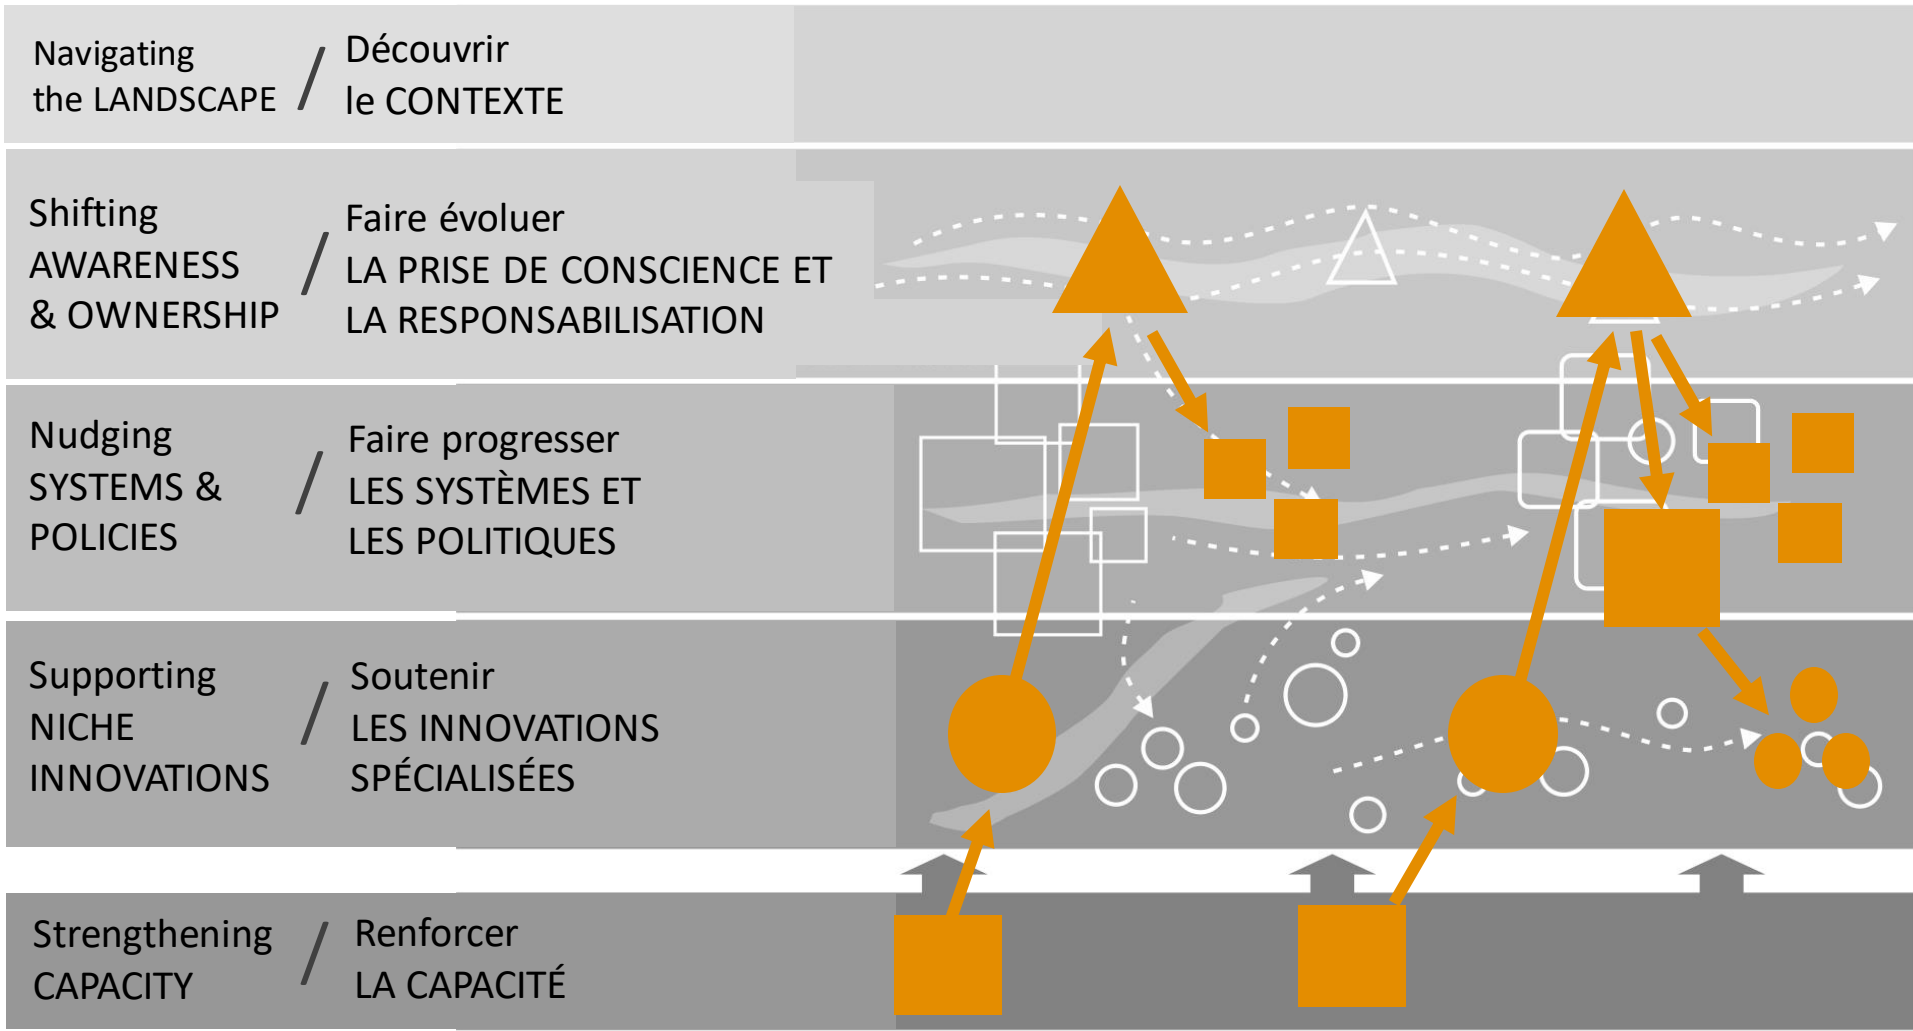 Navigating
the LANDSCAPE
/
Découvrir
le CONTEXTE
Shifting
AWARENESS
& OWNERSHIP
/
Faire évoluer
LA PRISE DE CONSCIENCE ET
LA RESPONSABILISATION
Nudging
SYSTEMS &
POLICIES
/
Faire progresser
LES SYSTÈMES ET
LES POLITIQUES
Supporting
NICHE
INNOVATIONS
/
Soutenir
LES INNOVATIONS
SPÉCIALISÉES
Strengthening
CAPACITY
/
Renforcer
LA CAPACITÉ